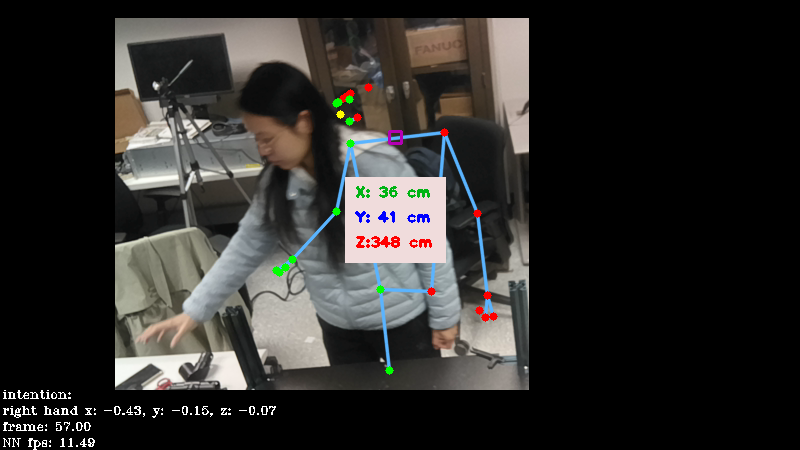 FANUC
X: 36 cm
Y: 41 cm
Z:348 cm
intention:
right hand x: -0.43, y: -0.15, z: -0.07
frame: 57.00
NN fps: 11.49